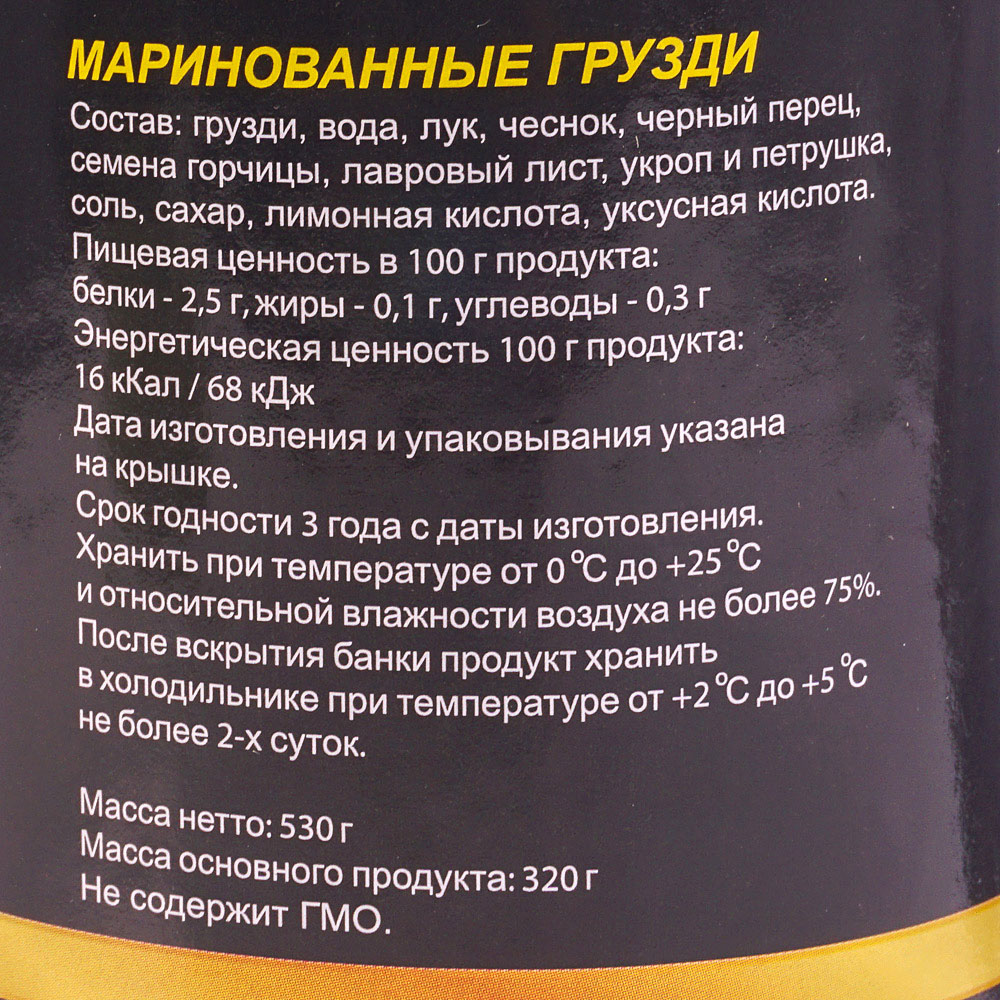 МАРИНОВАННЫЕ ГРУЗДИ
Состав: грузди, вода, лук, чеснок, черный перец,
семена горчицы, лавровый лист, укроп и петрушка,
соль, сахар, лимонная кислота, уксусная кислота.
Пищевая ценность в 100 г продукта:
белки - 2,5 г, жиры - 0,1 г, углеводы - 0,3 г
Энергетическая ценность 100 г продукта:
16 кКал / 68 кДж
Дата изготовления и упаковывания указана
на крышке.
Срок годности 3 года с даты изготовления.
Хранить при температуре от 0 °С до +25 °С
и относительной влажности воздуха не более 75%.
После вскрытия банки продукт хранить
в холодильнике при температуре от +2 °С до +5 °С
не более 2-х суток.
Масса нетто: 530 г
Масса основного продукта: 320 г
Не содержит ГМО.